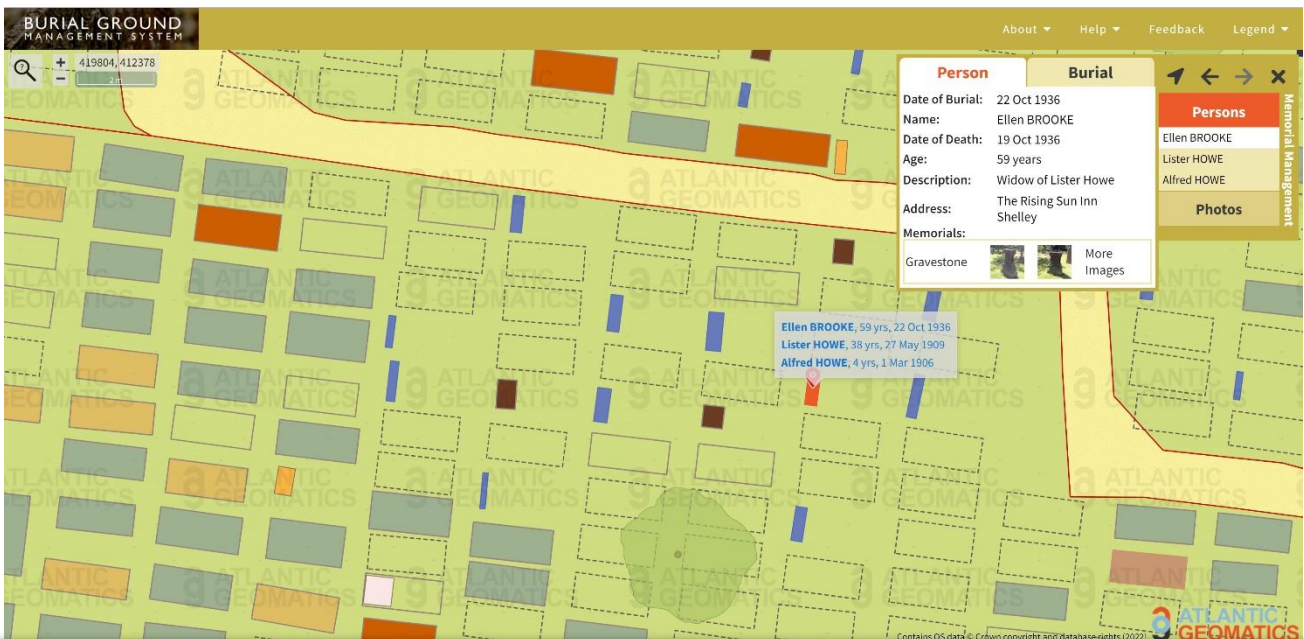 BURIAL GROUND
MANAGEMENT SYSTEM
About Help Feedback Legend
+ 419804, 412378
− 2 m
Person Burial
Date of Burial: 22 Oct 1936
Name: Ellen BROOKE
Date of Death: 19 Oct 1936
Age: 59 years
Description: Widow of Lister Howe
Address: The Rising Sun Inn
Shelley
Memorials:
Gravestone More
Images
Persons
Ellen BROOKE
Lister HOWE
Alfred HOWE
Photos
Memorial Management
Ellen BROOKE, 59 yrs, 22 Oct 1936
Lister HOWE, 38 yrs, 27 May 1909
Alfred HOWE, 4 yrs, 1 Mar 1906
ATLANTIC
GEOMATICS
Contains OS data © Crown copyright and database rights (2022)
ATLANTIC
GEOMATICS